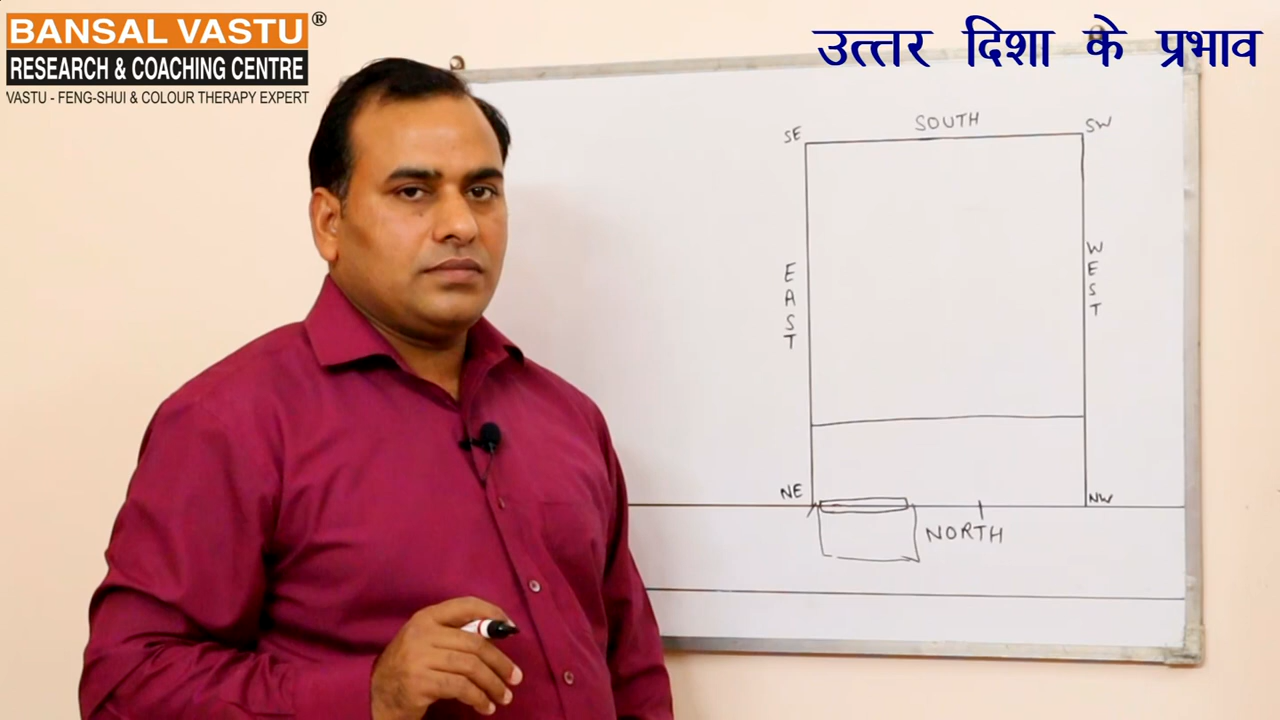 BANSAL VASTU®
RESEARCH & COACHING CENTRE
VASTU - FENG-SHUI & COLOUR THERAPY EXPERT
उत्तर दिशा के प्रभाव
SE SOUTH SW
EAST
WEST
NE
NW
NORTH